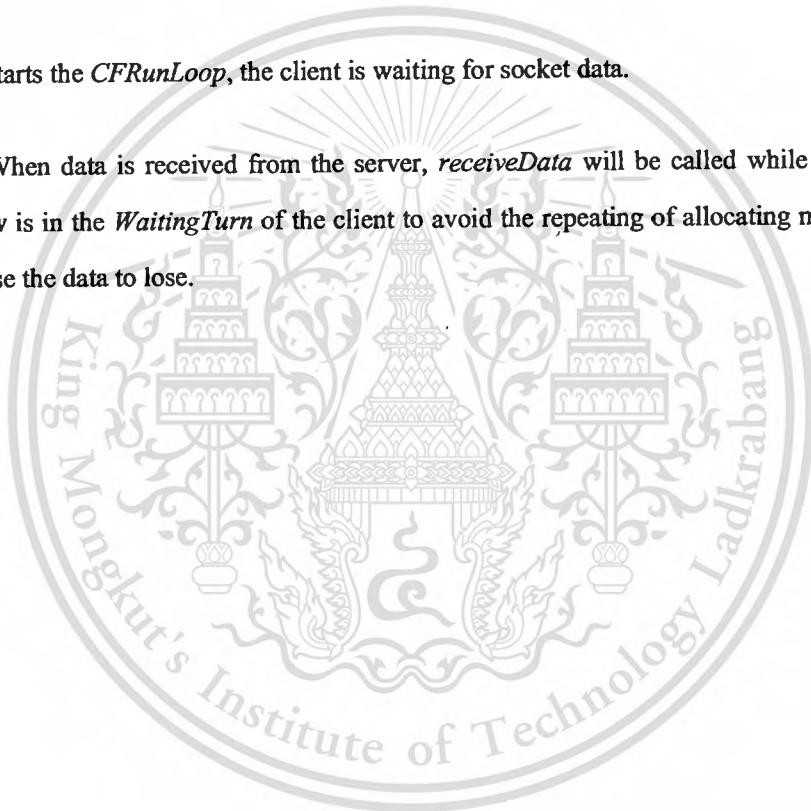 tarts the CFRunLoop, the client is waiting for socket data.
When data is received from the server, receiveData will be called while
is in the WaitingTurn of the client to avoid the repeating of allocating
se the data to lose.
King Mongkut's Institute of Technology Ladkrabang